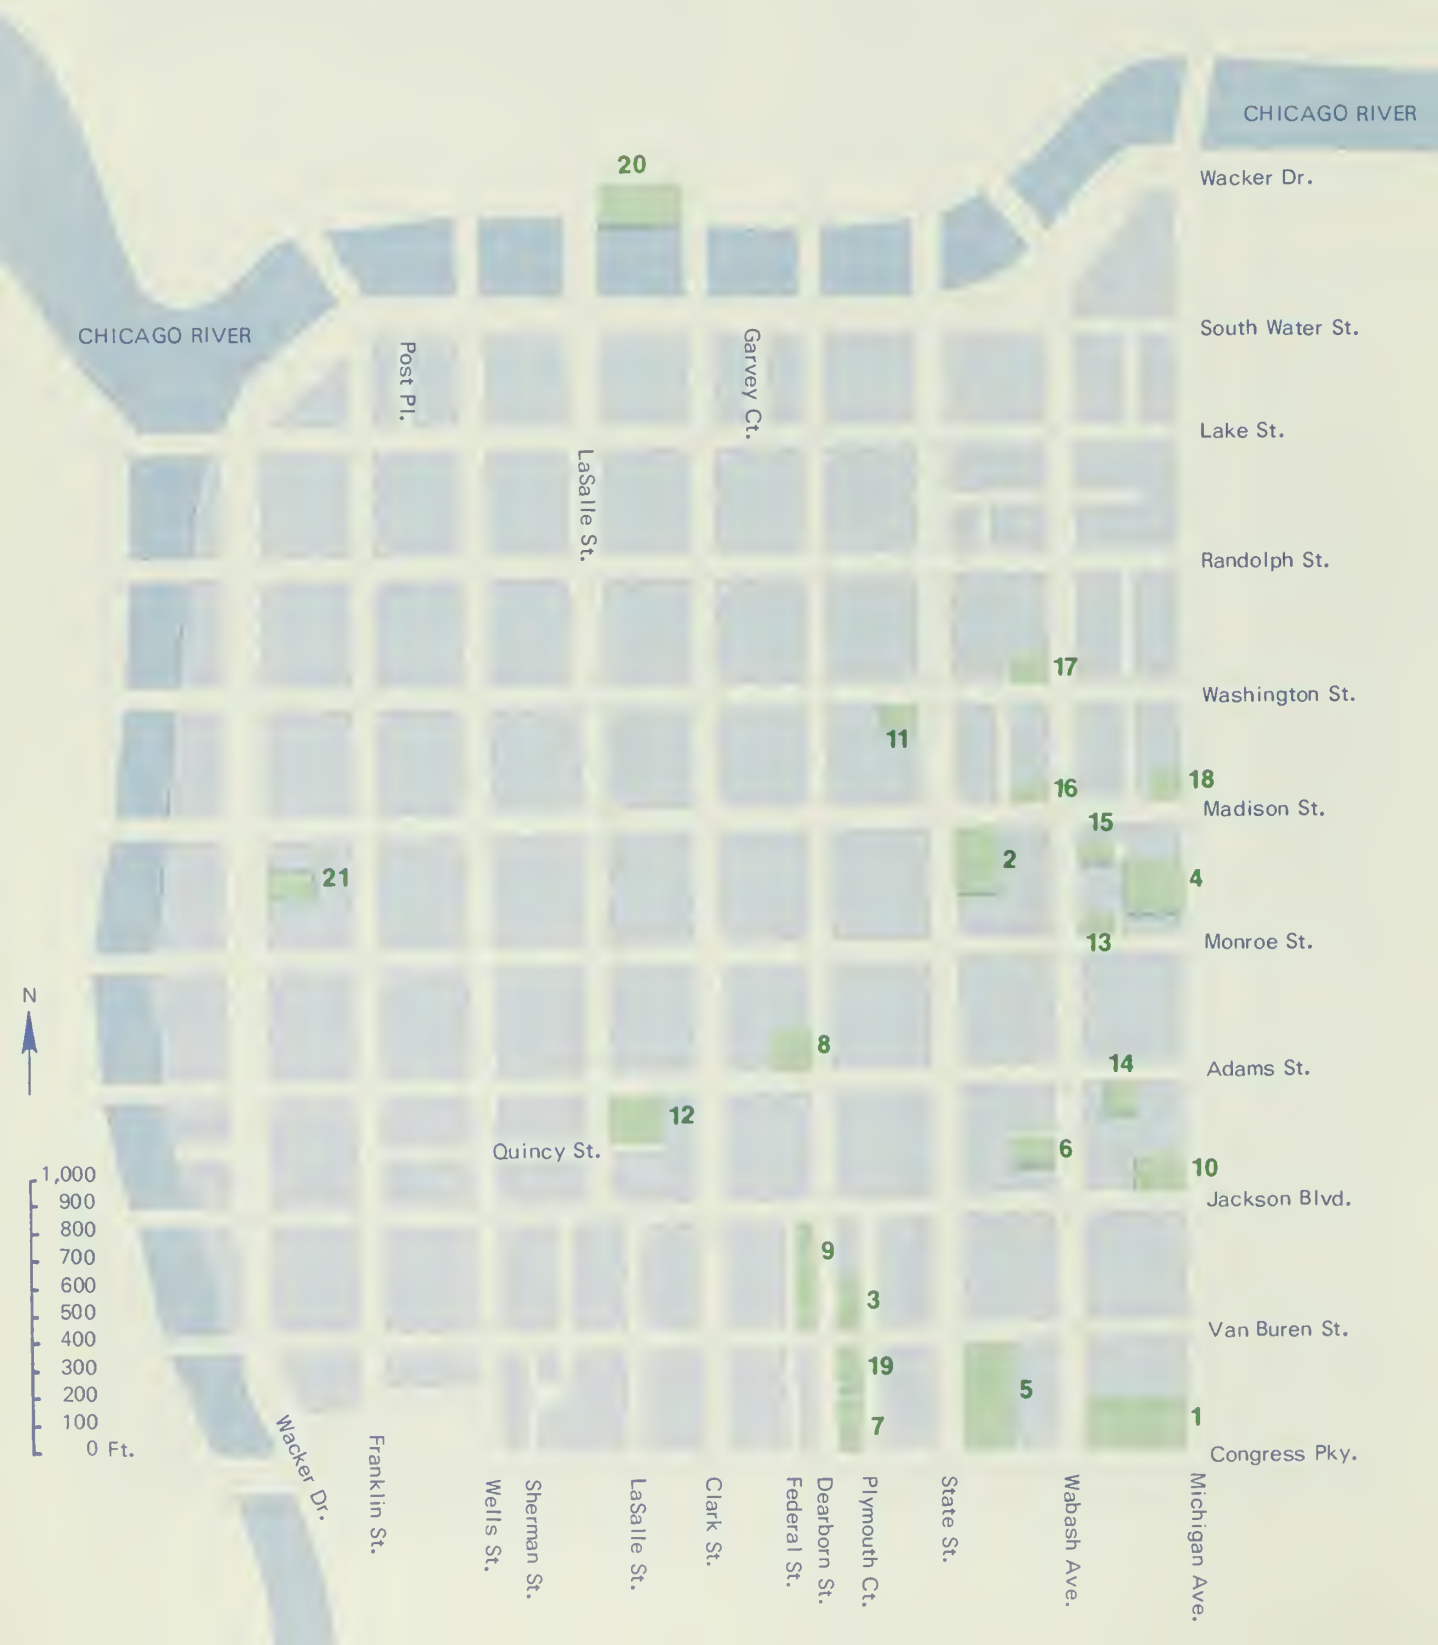 CHICAGO RIVER
20
Wacker Dr.
CHICAGO RIVER
South Water St.
Post Pl.
Garvey Ct.
Lake St.
LaSalle St.
Randolph St.
17
Washington St.
11
16
18
Madison St.
15
2
21
4
13
Monroe St.
N
8
14
Adams St.
12
Quincy St.
6
10
Jackson Blvd.
1,000
900
800
700
600
500
400
300
200
100
0 Ft.
9
3
Van Buren St.
19
5
7
1
Congress Pky.
Wacker Dr.
Franklin St.
Wells St.
Sherman St.
LaSalle St.
Clark St.
Federal St.
Dearborn St.
Plymouth Ct.
State St.
Wabash Ave.
Michigan Ave.